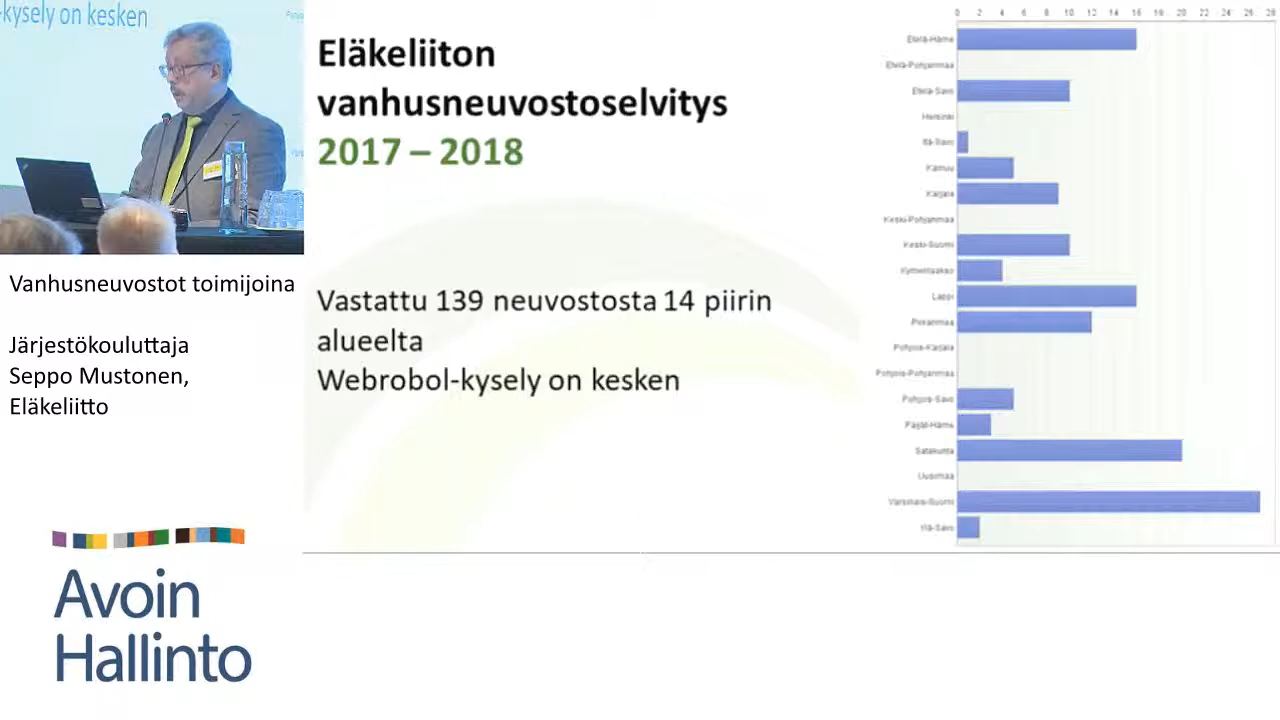 -kysely on kesken
Vanhusneuvostot toimijoina
Järjestökouluttaja
Seppo Mustonen,
Eläkeliitto
Avoin
Hallinto
Eläkeliiton
vanhusneuvostoselvitys
2017 – 2018
Vastattu 139 neuvostosta 14 piirin
alueelta
Webrobol-kysely on kesken
0 2 4 6 8 10 12 14 16 18 20 22 24 26 28
Etelä-Häme
Etelä-Pohjanmaa
Etelä-Savo
Helsinki
Itä-Savo
Kainuu
Karjala
Keski-Pohjanmaa
Keski-Suomi
Kymenlaakso
Lappi
Pirkanmaa
Pohjois-Karjala
Pohjois-Pohjanmaa
Pohjois-Savo
Päijät-Häme
Satakunta
Uusimaa
Varsinais-Suomi
Ylä-Savo